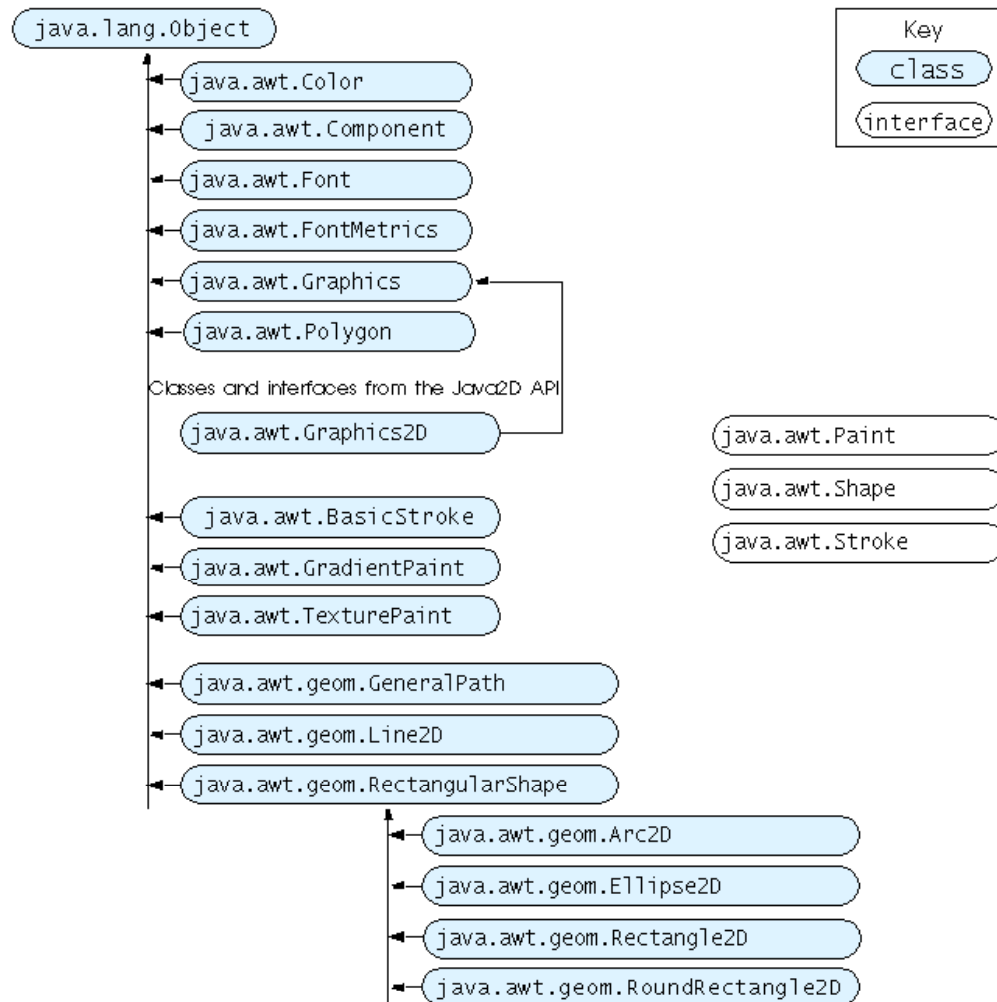 java.lang.Object
Key
class
interface
java.awt.Color
java.awt.Component
java.awt.Font
java.awt.FontMetrics
java.awt.Graphics
java.awt.Polygon
Classes and interfaces from the Java2D API
java.awt.Graphics2D
java.awt.Paint
java.awt.Shape
java.awt.Stroke
java.awt.BasicStroke
java.awt.GradientPaint
java.awt.TexturePaint
java.awt.geom.GeneralPath
java.awt.geom.Line2D
java.awt.geom.RectangularShape
java.awt.geom.Arc2D
java.awt.geom.Ellipse2D
java.awt.geom.Rectangle2D
java.awt.geom.RoundRectangle2D